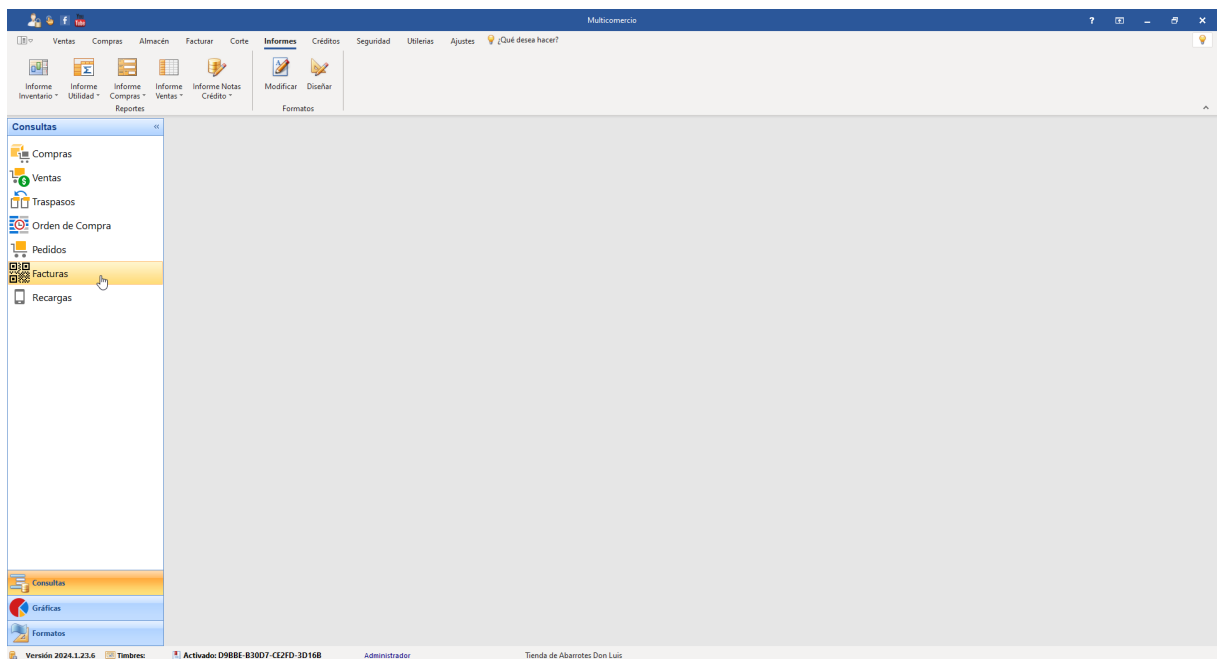 You Tube
Multicomercio
Ventas Compras Almacén Facturar Corte Informes Créditos Seguridad Utilerias Ajustes ¿Qué desea hacer?
Informe Inventario
Informe Utilidad
Informe Compras
Informe Ventas
Informe Notas Crédito
Modificar
Diseñar
Reportes
Formatos
Consultas
Compras
Ventas
Traspasos
Orden de Compra
Pedidos
Facturas
Recargas
Consultas
Gráficas
Formatos
Versión 2024.1.23.6 Timbres: Activado: D9BBE-B30D7-CE2FD-3D16B Administrador Tienda de Abarrotes Don Luis